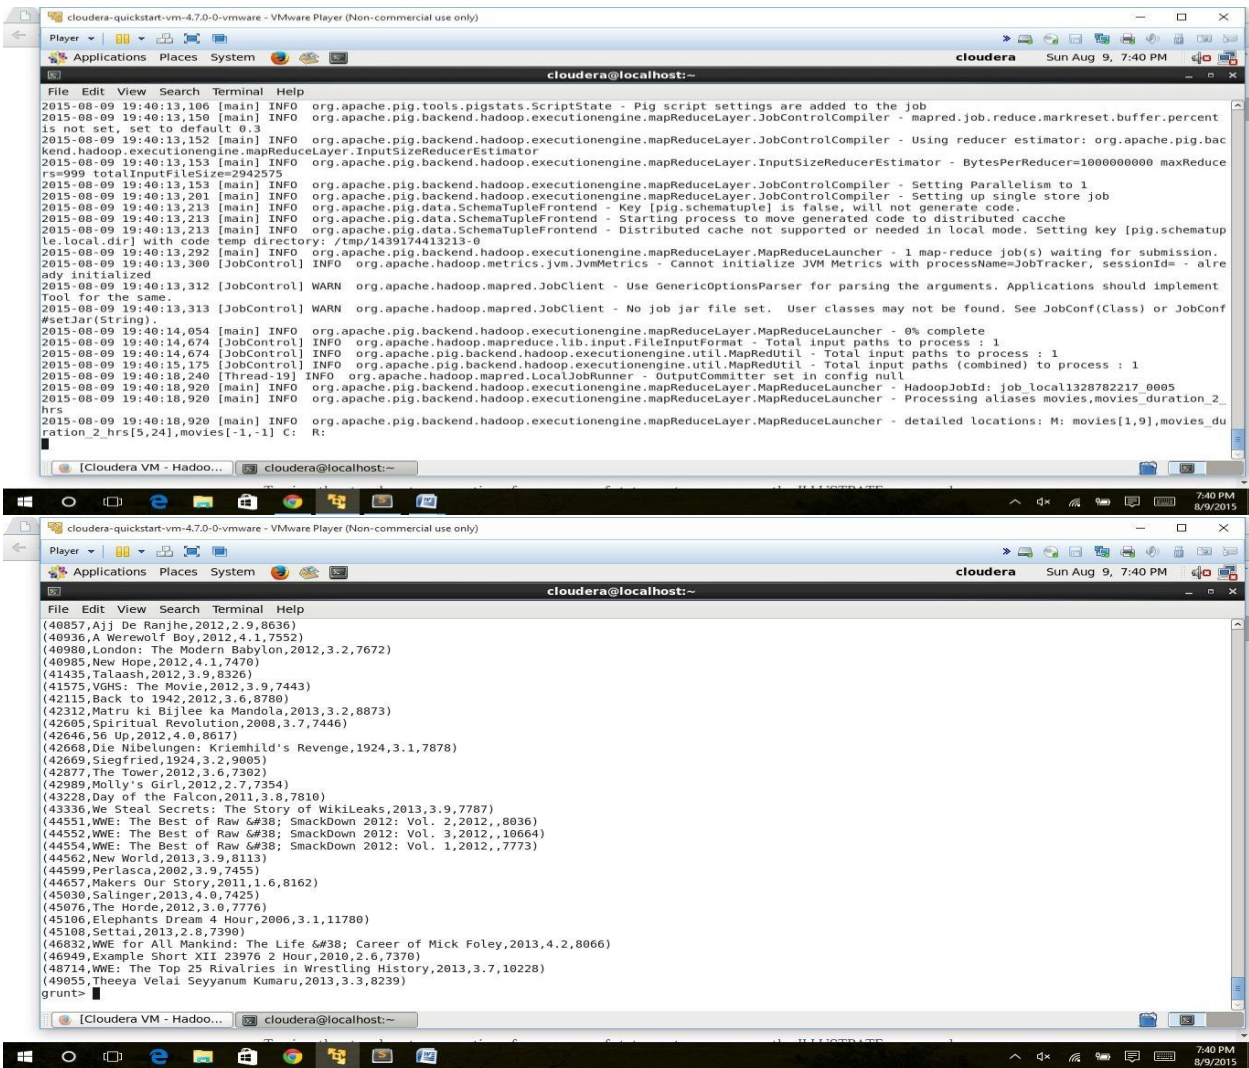 cloudera-quickstart-vm-4.7.0-0-vmware - VMware Player (Non-commercial use only)
Player
Applications Places System cloudera Sun Aug 9, 7:40 PM
cloudera@localhost:~
File Edit View Search Terminal Help
2015-08-09 19:40:13,106 [main] INFO org.apache.pig.tools.pigstats.ScriptState - Pig script settings are added to the job
2015-08-09 19:40:13,150 [main] INFO org.apache.pig.backend.hadoop.executionengine.mapReduceLayer.JobControlCompiler - mapred.job.reduce.markreset.buffer.percent
is not set, set to default 0.3
2015-08-09 19:40:13,152 [main] INFO org.apache.pig.backend.hadoop.executionengine.mapReduceLayer.JobControlCompiler - Using reducer estimator: org.apache.pig.bac
kend.hadoop.executionengine.mapReduceLayer.InputSizeReducerEstimator
2015-08-09 19:40:13,153 [main] INFO org.apache.pig.backend.hadoop.executionengine.mapReduceLayer.InputSizeReducerEstimator - BytesPerReducer=1000000000 maxReduce
rs=999 totalInputFileSize=2942575
2015-08-09 19:40:13,153 [main] INFO org.apache.pig.backend.hadoop.executionengine.mapReduceLayer.JobControlCompiler - Setting Parallelism to 1
2015-08-09 19:40:13,201 [main] INFO org.apache.pig.backend.hadoop.executionengine.mapReduceLayer.JobControlCompiler - Setting up single store job
2015-08-09 19:40:13,213 [main] INFO org.apache.pig.data.SchemaTupleFrontend - Key [pig.schematuple] is false, will not generate code.
2015-08-09 19:40:13,213 [main] INFO org.apache.pig.data.SchemaTupleFrontend - Starting process to move generated code to distributed cacche
2015-08-09 19:40:13,213 [main] INFO org.apache.pig.data.SchemaTupleFrontend - Distributed cache not supported or needed in local mode. Setting key [pig.schematup
le.local.dir] with code temp directory: /tmp/1439174413213-0
2015-08-09 19:40:13,292 [main] INFO org.apache.pig.backend.hadoop.executionengine.mapReduceLayer.MapReduceLauncher - 1 map-reduce job(s) waiting for submission.
2015-08-09 19:40:13,300 [JobControl] INFO org.apache.hadoop.metrics.jvm.JvmMetrics - Cannot initialize JVM Metrics with processName=JobTracker, sessionId= - alre
ady initialized
2015-08-09 19:40:13,312 [JobControl] WARN org.apache.hadoop.mapred.JobClient - Use GenericOptionsParser for parsing the arguments. Applications should implement
Tool for the same.
2015-08-09 19:40:13,313 [JobControl] WARN org.apache.hadoop.mapred.JobClient - No job jar file set. User classes may not be found. See JobConf(Class) or JobConf
#setJar(String).
2015-08-09 19:40:14,054 [main] INFO org.apache.pig.backend.hadoop.executionengine.mapReduceLayer.MapReduceLauncher - 0% complete
2015-08-09 19:40:14,674 [JobControl] INFO org.apache.hadoop.mapreduce.lib.input.FileInputFormat - Total input paths to process : 1
2015-08-09 19:40:14,674 [JobControl] INFO org.apache.pig.backend.hadoop.executionengine.util.MapRedUtil - Total input paths to process : 1
2015-08-09 19:40:15,175 [JobControl] INFO org.apache.pig.backend.hadoop.executionengine.util.MapRedUtil - Total input paths (combined) to process : 1
2015-08-09 19:40:18,240 [Thread-19] INFO org.apache.hadoop.mapred.LocalJobRunner - OutputCommitter set in config null
2015-08-09 19:40:18,920 [main] INFO org.apache.pig.backend.hadoop.executionengine.mapReduceLayer.MapReduceLauncher - HadoopJobId: job_local1328782217_0005
2015-08-09 19:40:18,920 [main] INFO org.apache.pig.backend.hadoop.executionengine.mapReduceLayer.MapReduceLauncher - Processing aliases movies,movies_duration_2_
hrs
2015-08-09 19:40:18,920 [main] INFO org.apache.pig.backend.hadoop.executionengine.mapReduceLayer.MapReduceLauncher - detailed locations: M: movies[1,9],movies_du
ration_2_hrs[5,24],movies[-1,-1] C: R:
[Cloudera VM - Hadoo... cloudera@localhost:~
7:40 PM
8/9/2015
cloudera-quickstart-vm-4.7.0-0-vmware - VMware Player (Non-commercial use only)
Player
Applications Places System cloudera Sun Aug 9, 7:40 PM
cloudera@localhost:~
File Edit View Search Terminal Help
(40857,Ajj De Ranjhe,2012,2.9,8636)
(40936,A Werewolf Boy,2012,4.1,7552)
(40980,London: The Modern Babylon,2012,3.2,7672)
(40985,New Hope,2012,4.1,7470)
(41435,Talaash,2012,3.9,8326)
(41575,VGHS: The Movie,2012,3.9,7443)
(42115,Back to 1942,2012,3.6,8780)
(42312,Matru ki Bijlee ka Mandola,2013,3.2,8873)
(42605,Spiritual Revolution,2008,3.7,7446)
(42646,56 Up,2012,4.0,8617)
(42668,Die Nibelungen: Kriemhild's Revenge,1924,3.1,7878)
(42669,Siegfried,1924,3.2,9005)
(42877,The Tower,2012,3.6,7302)
(42989,Molly's Girl,2012,2.7,7354)
(43228,Day of the Falcon,2011,3.8,7810)
(43336,We Steal Secrets: The Story of WikiLeaks,2013,3.9,7787)
(44551,WWE: The Best of Raw &#38; SmackDown 2012: Vol. 2,2012,,8036)
(44552,WWE: The Best of Raw &#38; SmackDown 2012: Vol. 3,2012,,10664)
(44554,WWE: The Best of Raw &#38; SmackDown 2012: Vol. 1,2012,,7773)
(44562,New World,2013,3.9,8113)
(44599,Perlasca,2002,3.9,7455)
(44657,Makers Our Story,2011,1.6,8162)
(45030,Salinger,2013,4.0,7425)
(45076,The Horde,2012,3.0,7776)
(45106,Elephants Dream 4 Hour,2006,3.1,11780)
(45108,Settai,2013,2.8,7390)
(46832,WWE for All Mankind: The Life &#38; Career of Mick Foley,2013,4.2,8066)
(46949,Example Short XII 23976 2 Hour,2010,2.6,7370)
(48714,WWE: The Top 25 Rivalries in Wrestling History,2013,3.7,10228)
(49055,Theeya Velai Seyyanum Kumaru,2013,3.3,8239)
grunt>
[Cloudera VM - Hadoo... cloudera@localhost:~
7:40 PM
8/9/2015